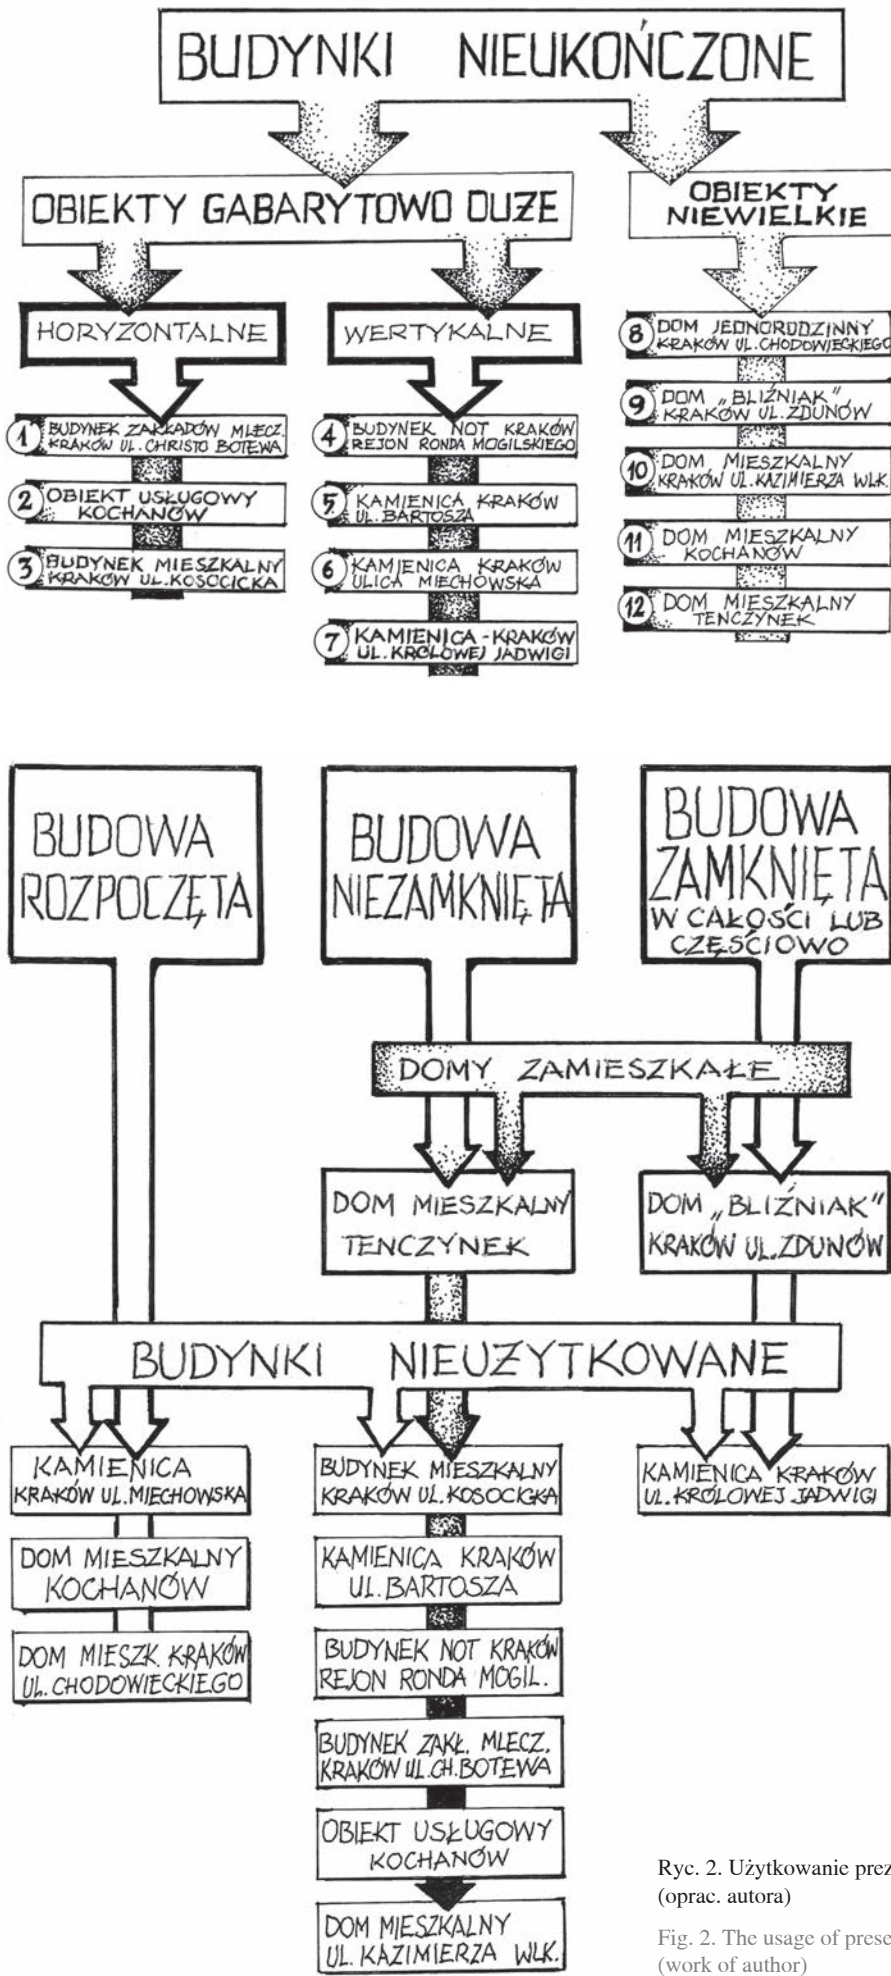 BUDYNKI NIEUKOŃCZONE
OBIEKTY GABARYTOWO DUŻE
OBIEKTY
NIEWIELKIE
HORYZONTALNE
WERTYKALNE
1 BUDYNEK ZAKŁADÓW MLECZ.
KRAKÓW UL. CHRISTO BOTEWA
2 OBIEKT USŁUGOWY
KOCHANÓW
3 BUDYNEK MIESZKALNY
KRAKÓW UL. KOSOCICKA
4 BUDYNEK NOT KRAKÓW
REJON RONDA MOGILSKIEGO
5 KAMIENICA KRAKÓW
UL. BARTOSZA
6 KAMIENICA KRAKÓW
ULICA MIECHOWSKA
7 KAMIENICA - KRAKÓW
UL. KRÓLOWEJ JADWIGI
8 DOM JEDNORODZINNY
KRAKÓW UL. CHODOWIECKIEGO
9 DOM „BLIŹNIAK”
KRAKÓW UL. ZDUNÓW
10 DOM MIESZKALNY
KRAKÓW UL. KAZIMIERZA WLK.
11 DOM MIESZKALNY
KOCHANÓW
12 DOM MIESZKALNY
TENCZYNEK
BUDOWA
ROZPOCZĘTA
BUDOWA
NIEZAMKNIĘTA
BUDOWA
ZAMKNIĘTA
W CAŁOŚCI LUB
CZĘŚCIOWO
DOMY ZAMIESZKAŁE
DOM MIESZKALNY
TENCZYNEK
DOM „BLIŹNIAK”
KRAKÓW UL. ZDUNÓW
BUDYNKI NIEUŻYTKOWANE
KAMIENICA
KRAKÓW UL. MIECHOWSKA
DOM MIESZKALNY
KOCHANÓW
DOM MIESZK. KRAKÓW
UL. CHODOWIECKIEGO
BUDYNEK MIESZKALNY
KRAKÓW UL. KOSOCICKA
KAMIENICA KRAKÓW
UL. BARTOSZA
BUDYNEK NOT KRAKÓW
REJON RONDA MOGIL.
BUDYNEK ZAKŁ. MLECZ.
KRAKÓW UL. CH. BOTEWA
OBIEKT USŁUGOWY
KOCHANÓW
DOM MIESZKALNY
UL. KAZIMIERZA WLK.
KAMIENICA KRAKÓW
UL. KRÓLOWEJ JADWIGI
Ryc. 2. Użytkowanie
(oprac. autora)
Fig. 2. The usage of
(work of author)